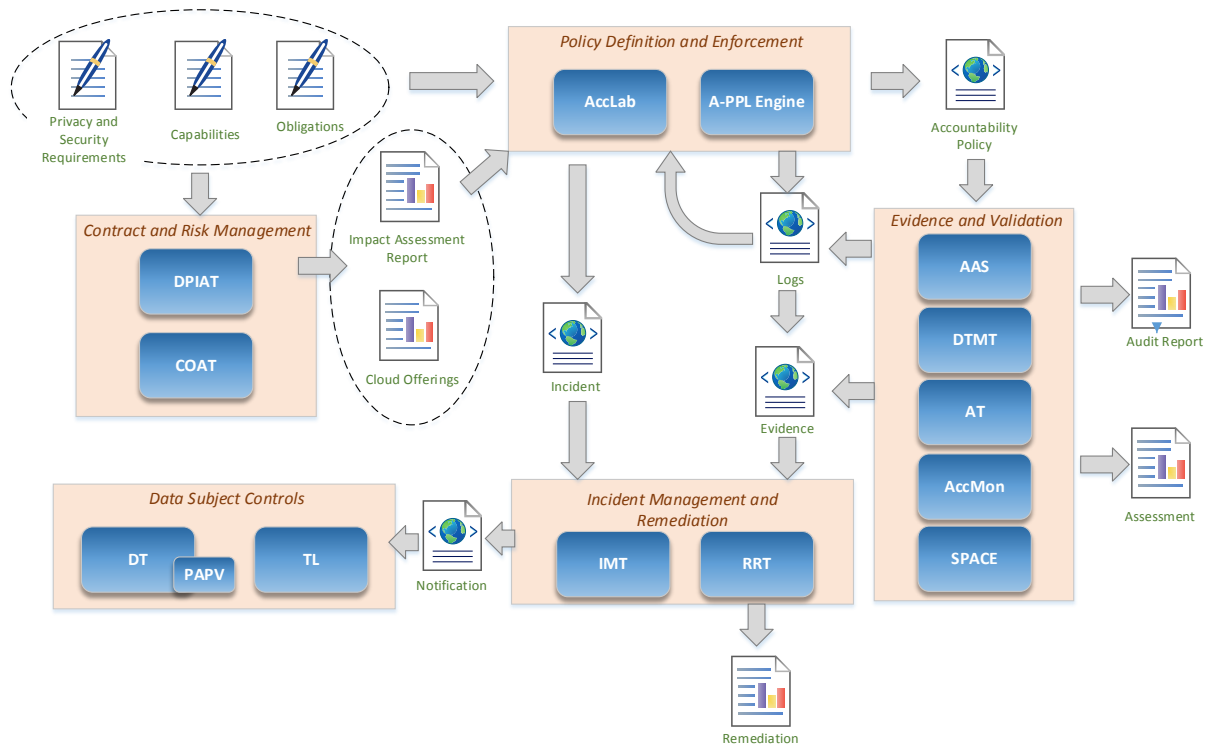 Privacy and
Security
Requirements
Capabilities
Obligations
Policy Definition and Enforcement
AccLab
A-PPL Engine
Accountability
Policy
Contract and Risk Management
DPIAT
COAT
Impact Assessment
Report
Cloud Offerings
Incident
Logs
Evidence
Evidence and Validation
AAS
DTMT
AT
AccMon
SPACE
Audit Report
Assessment
Data Subject Controls
DT
PAPV
TL
Notification
Incident Management and
Remediation
IMT
RRT
Remediation